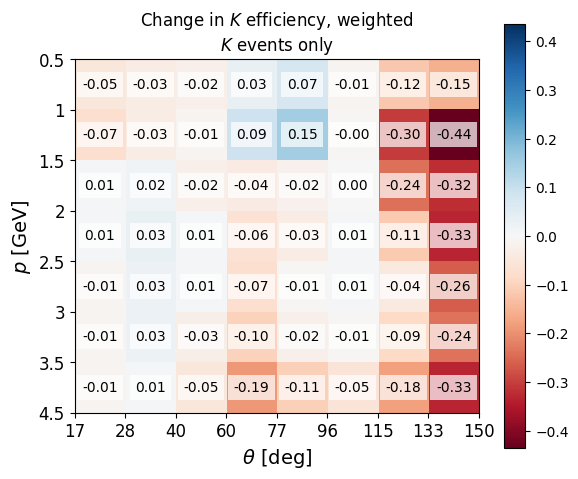 Change in K efficiency, weighted
K events only
0.5
-0.05 -0.03 -0.02 0.03 0.07 -0.01 -0.12 -0.15
1
-0.07 -0.03 -0.01 0.09 0.15 -0.00 -0.30 -0.44
1.5
0.01 0.02 -0.02 -0.04 -0.02 0.00 -0.24 -0.32
2
0.01 0.03 0.01 -0.06 -0.03 0.01 -0.11 -0.33
2.5
-0.01 0.03 0.01 -0.07 -0.01 0.01 -0.04 -0.26
3
-0.01 0.03 -0.03 -0.10 -0.02 -0.01 -0.09 -0.24
3.5
-0.01 0.01 -0.05 -0.19 -0.11 -0.05 -0.18 -0.33
4.5
17 28 40 60 77 96 115 133 150
θ [deg]
p [GeV]
0.4
0.3
0.2
0.1
0.0
−0.1
−0.2
−0.3
−0.4